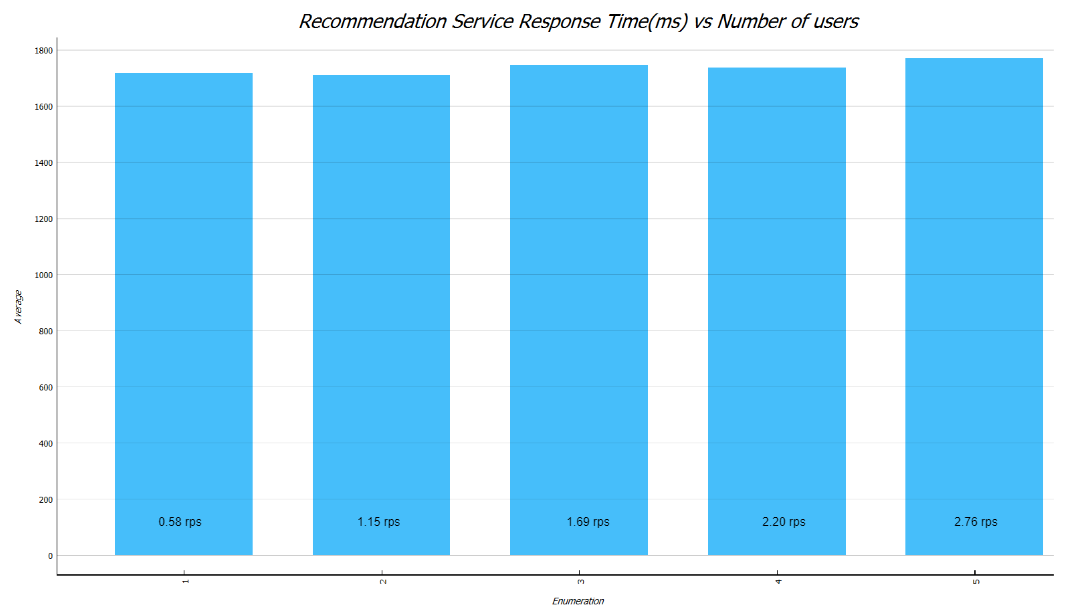 Recommendation Service Response Time(ms) vs Number of users
1800
1600
1400
1200
1000
800
600
400
200
0
Average
0.58 rps
1.15 rps
1.69 rps
2.20 rps
2.76 rps
1
2
3
4
5
Enumeration